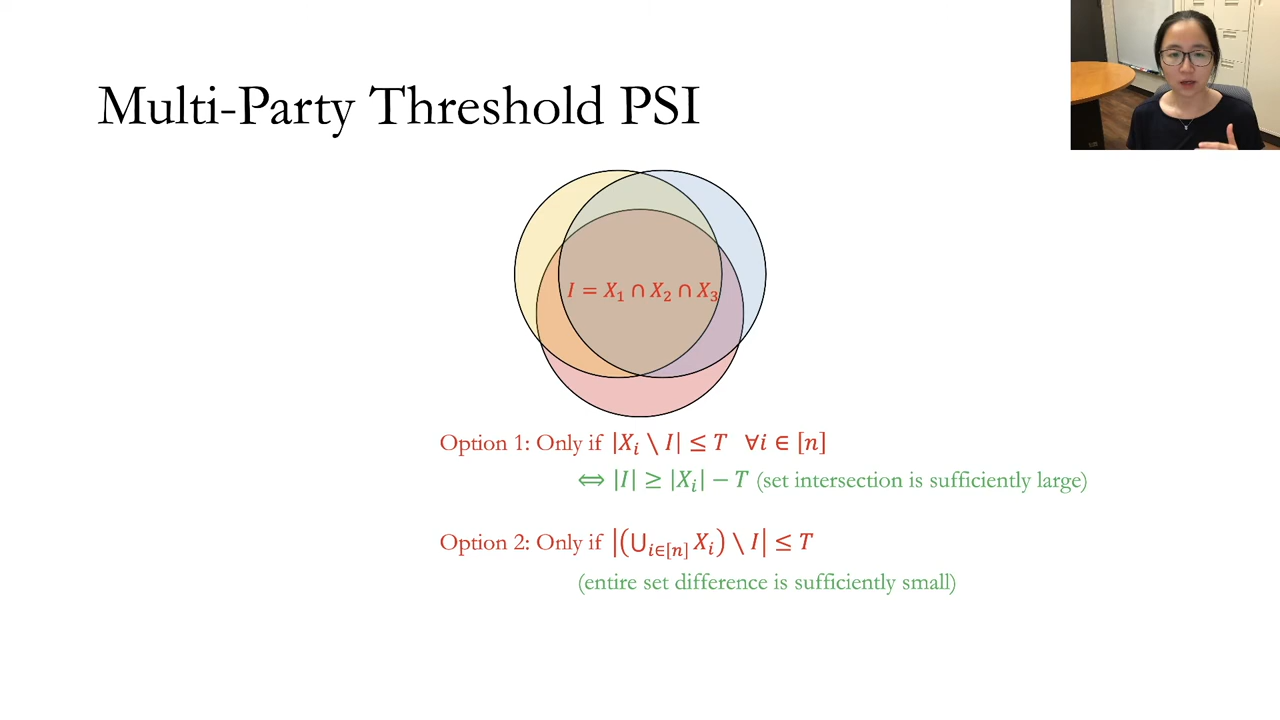 Multi-Party Threshold PSI
I = X₁ ∩ X₂ ∩ X₃
Option 1: Only if |Xᵢ \ I| ≤ T ∀i ∈ [n]
⟺ |I| ≥ |Xᵢ| − T (set intersection is sufficiently large)
Option 2: Only if |(⋃ᵢ∈[n] Xᵢ) \ I| ≤ T
(entire set difference is sufficiently small)